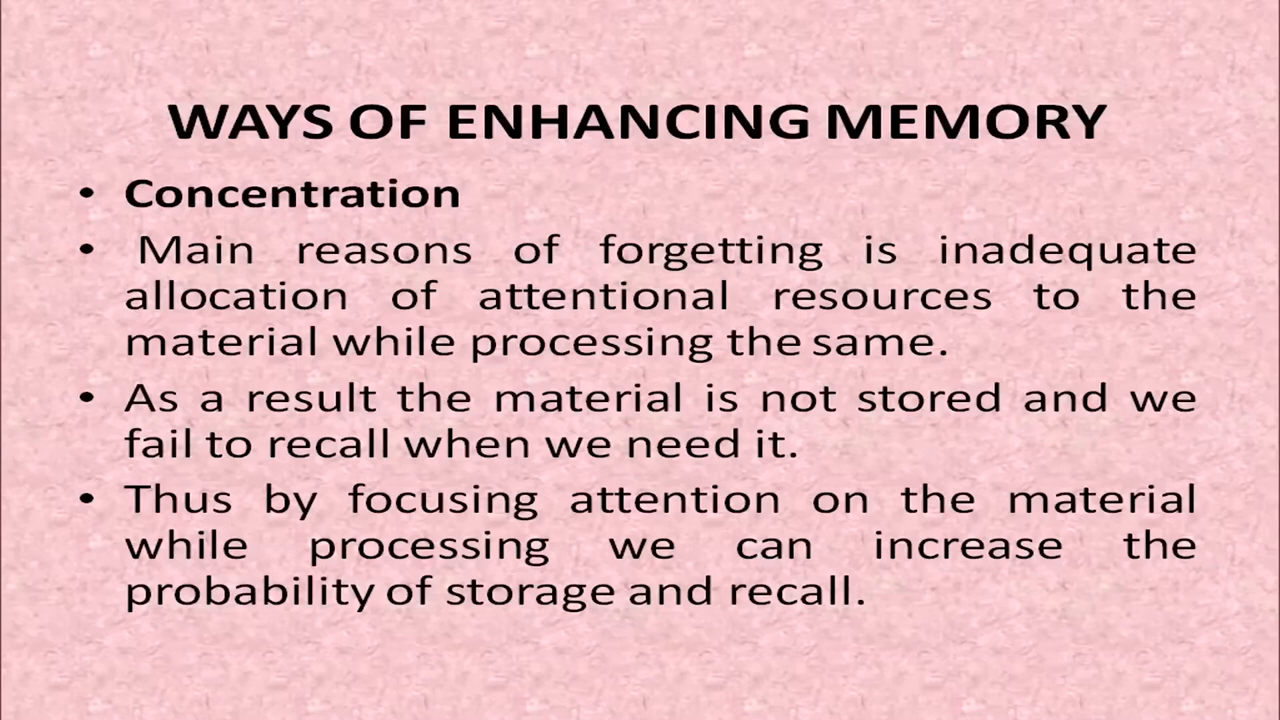 WAYS OF ENHANCING MEMORY
• Concentration
• Main reasons of forgetting is inadequate
allocation of attentional resources to the
material while processing the same.
• As a result the material is not stored and we
fail to recall when we need it.
• Thus by focusing attention on the material
while processing we can increase the
probability of storage and recall.